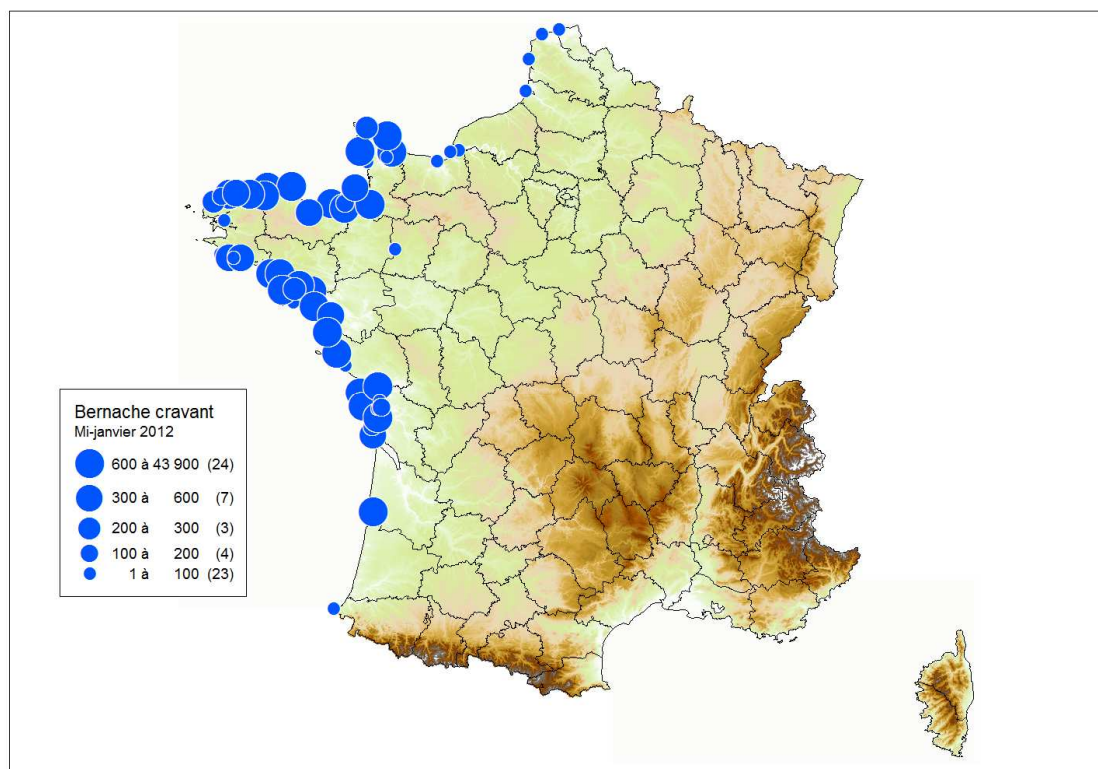 Bernache cravant
Mi-janvier 2012
600 à 43 900 (24)
300 à 600 (7)
200 à 300 (3)
100 à 200 (4)
1 à 100 (23)